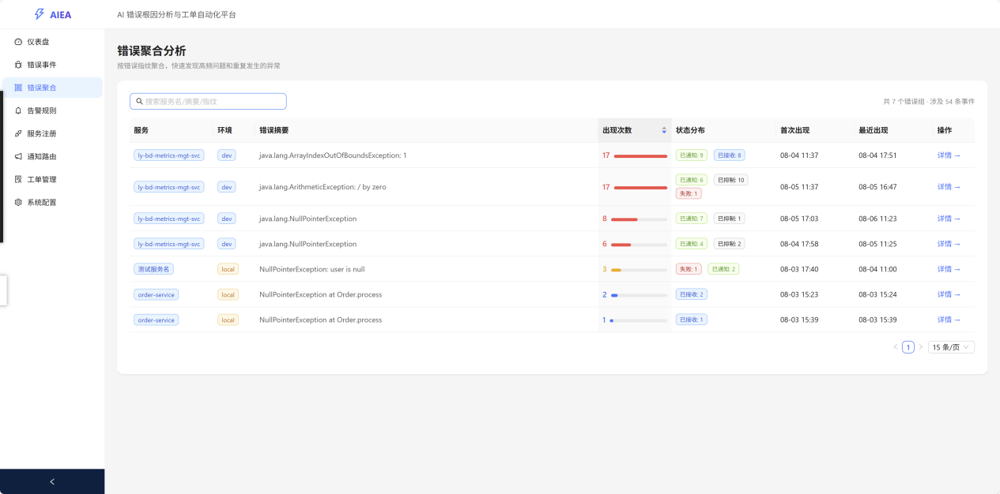 AIEA
AI 错误根因分析与工单自动化平台
仪表盘
错误事件
错误聚合
告警规则
服务注册
通知路由
工单管理
系统配置
错误聚合分析
按错误指纹聚合，快速发现高频问题和重复发生的异常
搜索服务名/摘要/指纹
共 7 个错误组 · 涉及 54 条事件
服务 环境 错误摘要 出现次数 状态分布 首次出现 最近出现 操作
ly-bd-metrics-mgt-svc dev java.lang.ArrayIndexOutOfBoundsException: 1 17 已通知: 9 已接收: 8 08-04 11:37 08-04 17:51 详情 →
ly-bd-metrics-mgt-svc dev java.lang.ArithmeticException: / by zero 17 已通知: 6 已抑制: 10 失败: 1 08-05 11:37 08-05 16:47 详情 →
ly-bd-metrics-mgt-svc dev java.lang.NullPointerException 8 已通知: 7 已抑制: 1 08-05 17:03 08-06 11:23 详情 →
ly-bd-metrics-mgt-svc dev java.lang.NullPointerException 6 已通知: 4 已抑制: 2 08-04 17:58 08-05 11:25 详情 →
测试服务名 local NullPointerException: user is null 3 失败: 1 已通知: 2 08-03 17:40 08-04 11:00 详情 →
order-service local NullPointerException at Order.process 2 已接收: 2 08-03 15:23 08-03 15:24 详情 →
order-service local NullPointerException at Order.process 1 已接收: 1 08-03 15:39 08-03 15:39 详情 →
< 1 > 15 条/页